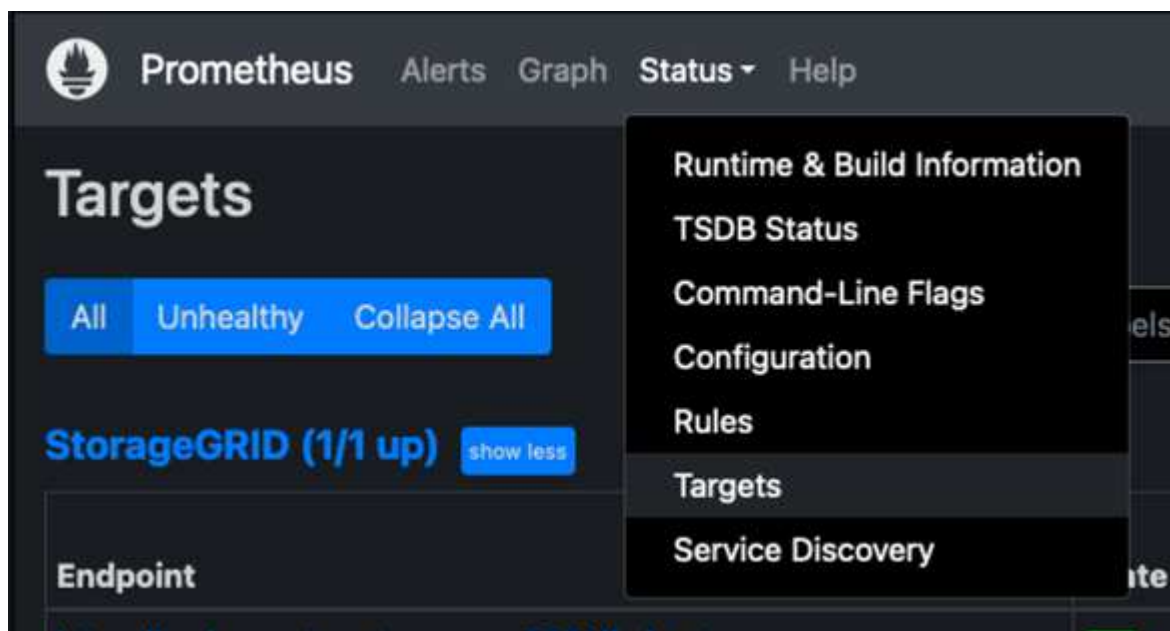 Prometheus Alerts Graph Status Help
Targets
Runtime & Build Information
TSDB Status
Command-Line Flags
Configuration
Rules
Targets
Service Discovery
All Unhealthy Collapse All
StorageGRID (1/1 up) show less
Endpoint